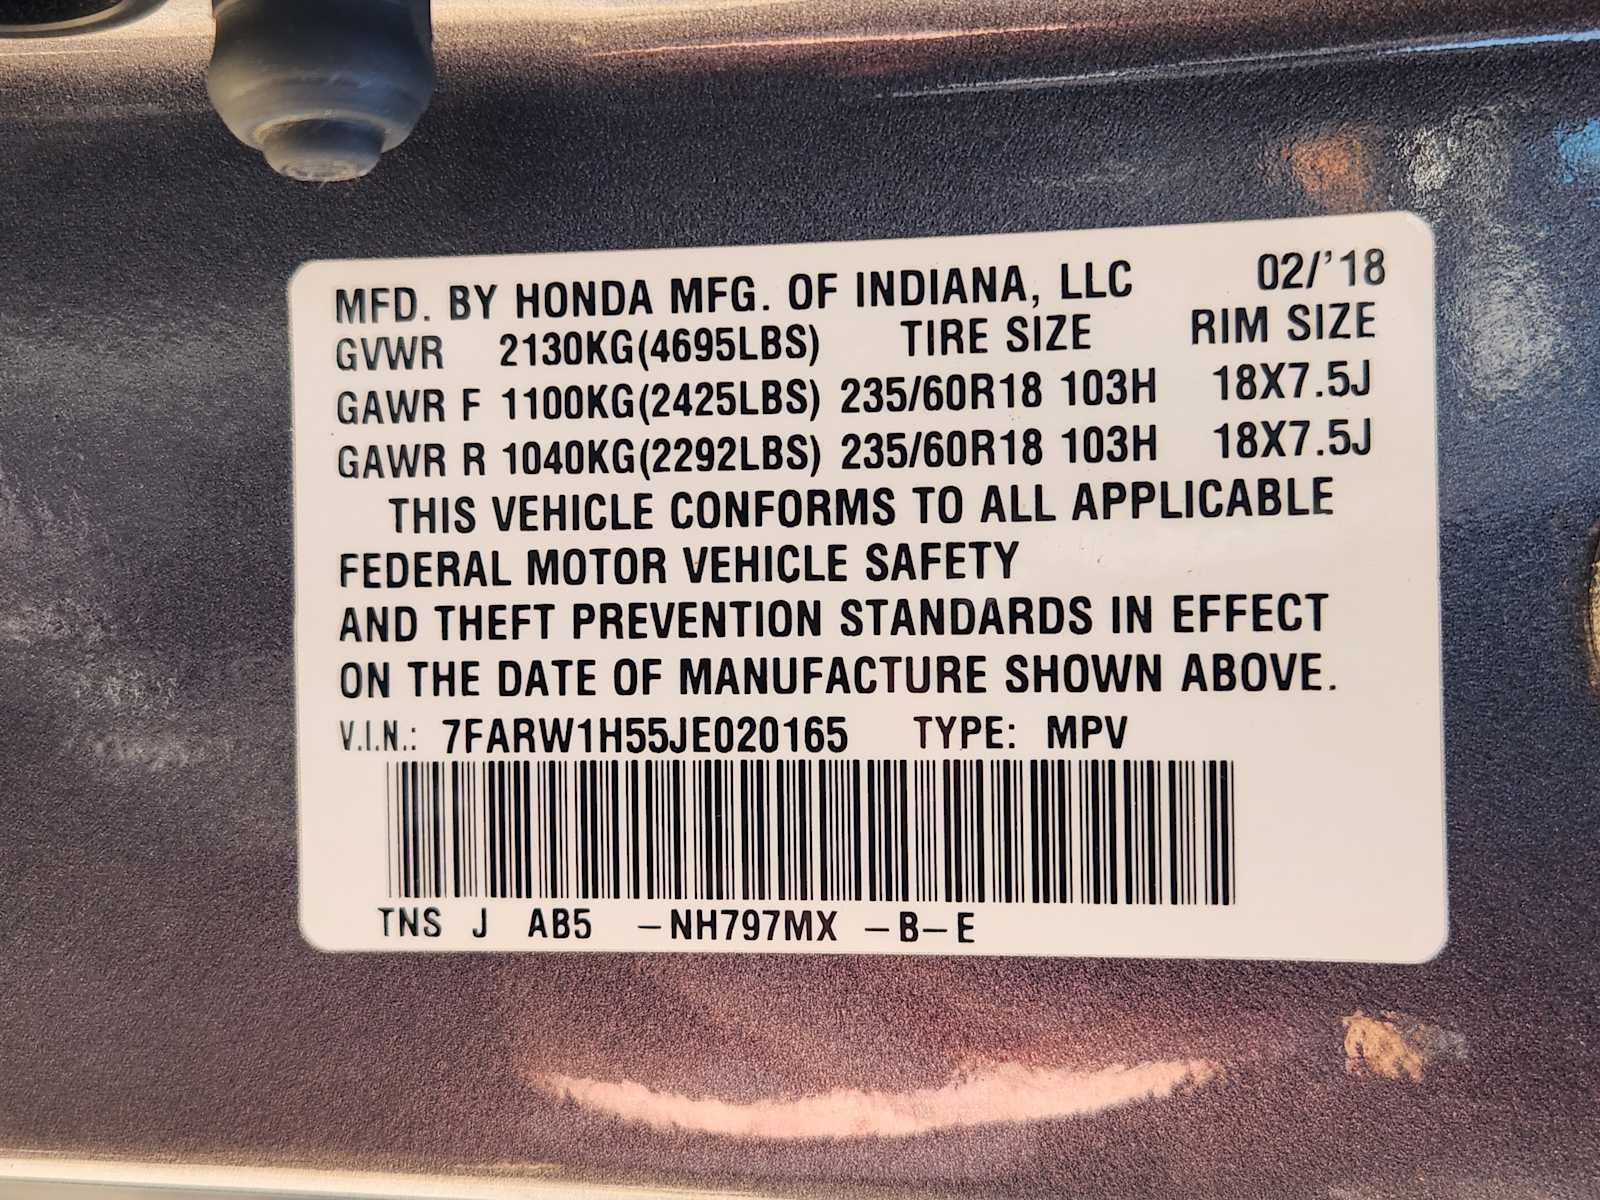 MFD. BY HONDA MFG. OF INDIANA, LLC 02/'18
GVWR 2130KG(4695LBS) TIRE SIZE RIM SIZE
GAWR F 1100KG(2425LBS) 235/60R18 103H 18X7.5J
GAWR R 1040KG(2292LBS) 235/60R18 103H 18X7.5J
THIS VEHICLE CONFORMS TO ALL APPLICABLE
FEDERAL MOTOR VEHICLE SAFETY
AND THEFT PREVENTION STANDARDS IN EFFECT
ON THE DATE OF MANUFACTURE SHOWN ABOVE.
V.I.N.: 7FARW1H55JE020165 TYPE: MPV
TNS J AB5 -NH797MX -B-E